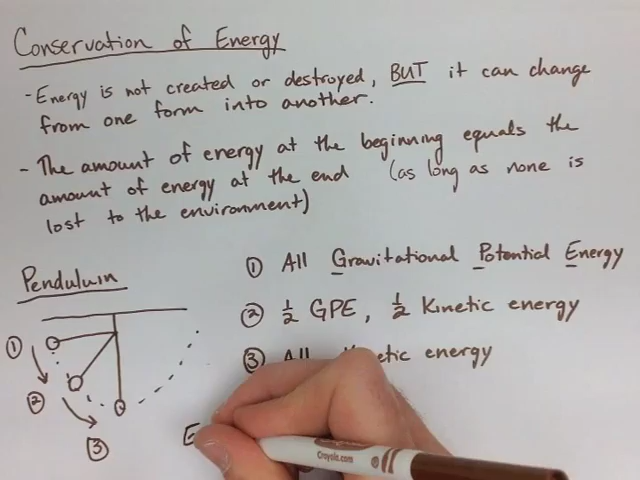 Conservation of Energy
- Energy is not created or destroyed, BUT it can change
from one form into another.
- The amount of energy at the beginning equals the
amount of energy at the end (as long as none is
lost to the environment)
Pendulum
① All Gravitational Potential Energy
② 1/2 GPE, 1/2 Kinetic energy
③ All Kinetic energy
①
②
③
E
Crayola.com